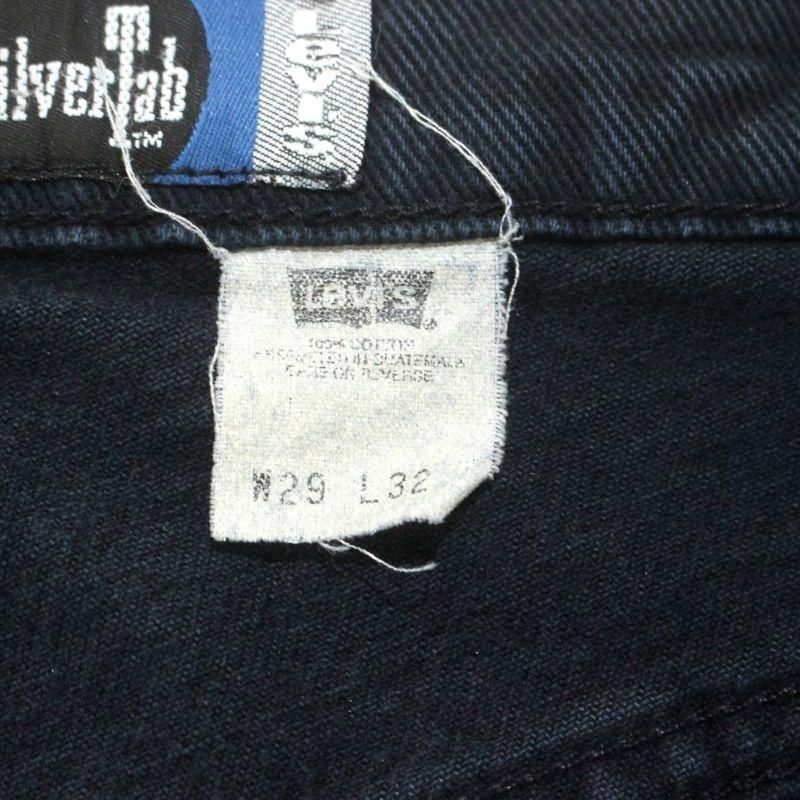 ilverTab
TM
Levi's
Levi's
100% COTTON
ASSEMBLED IN GUATEMALA
CARE ON REVERSE
W29 L32